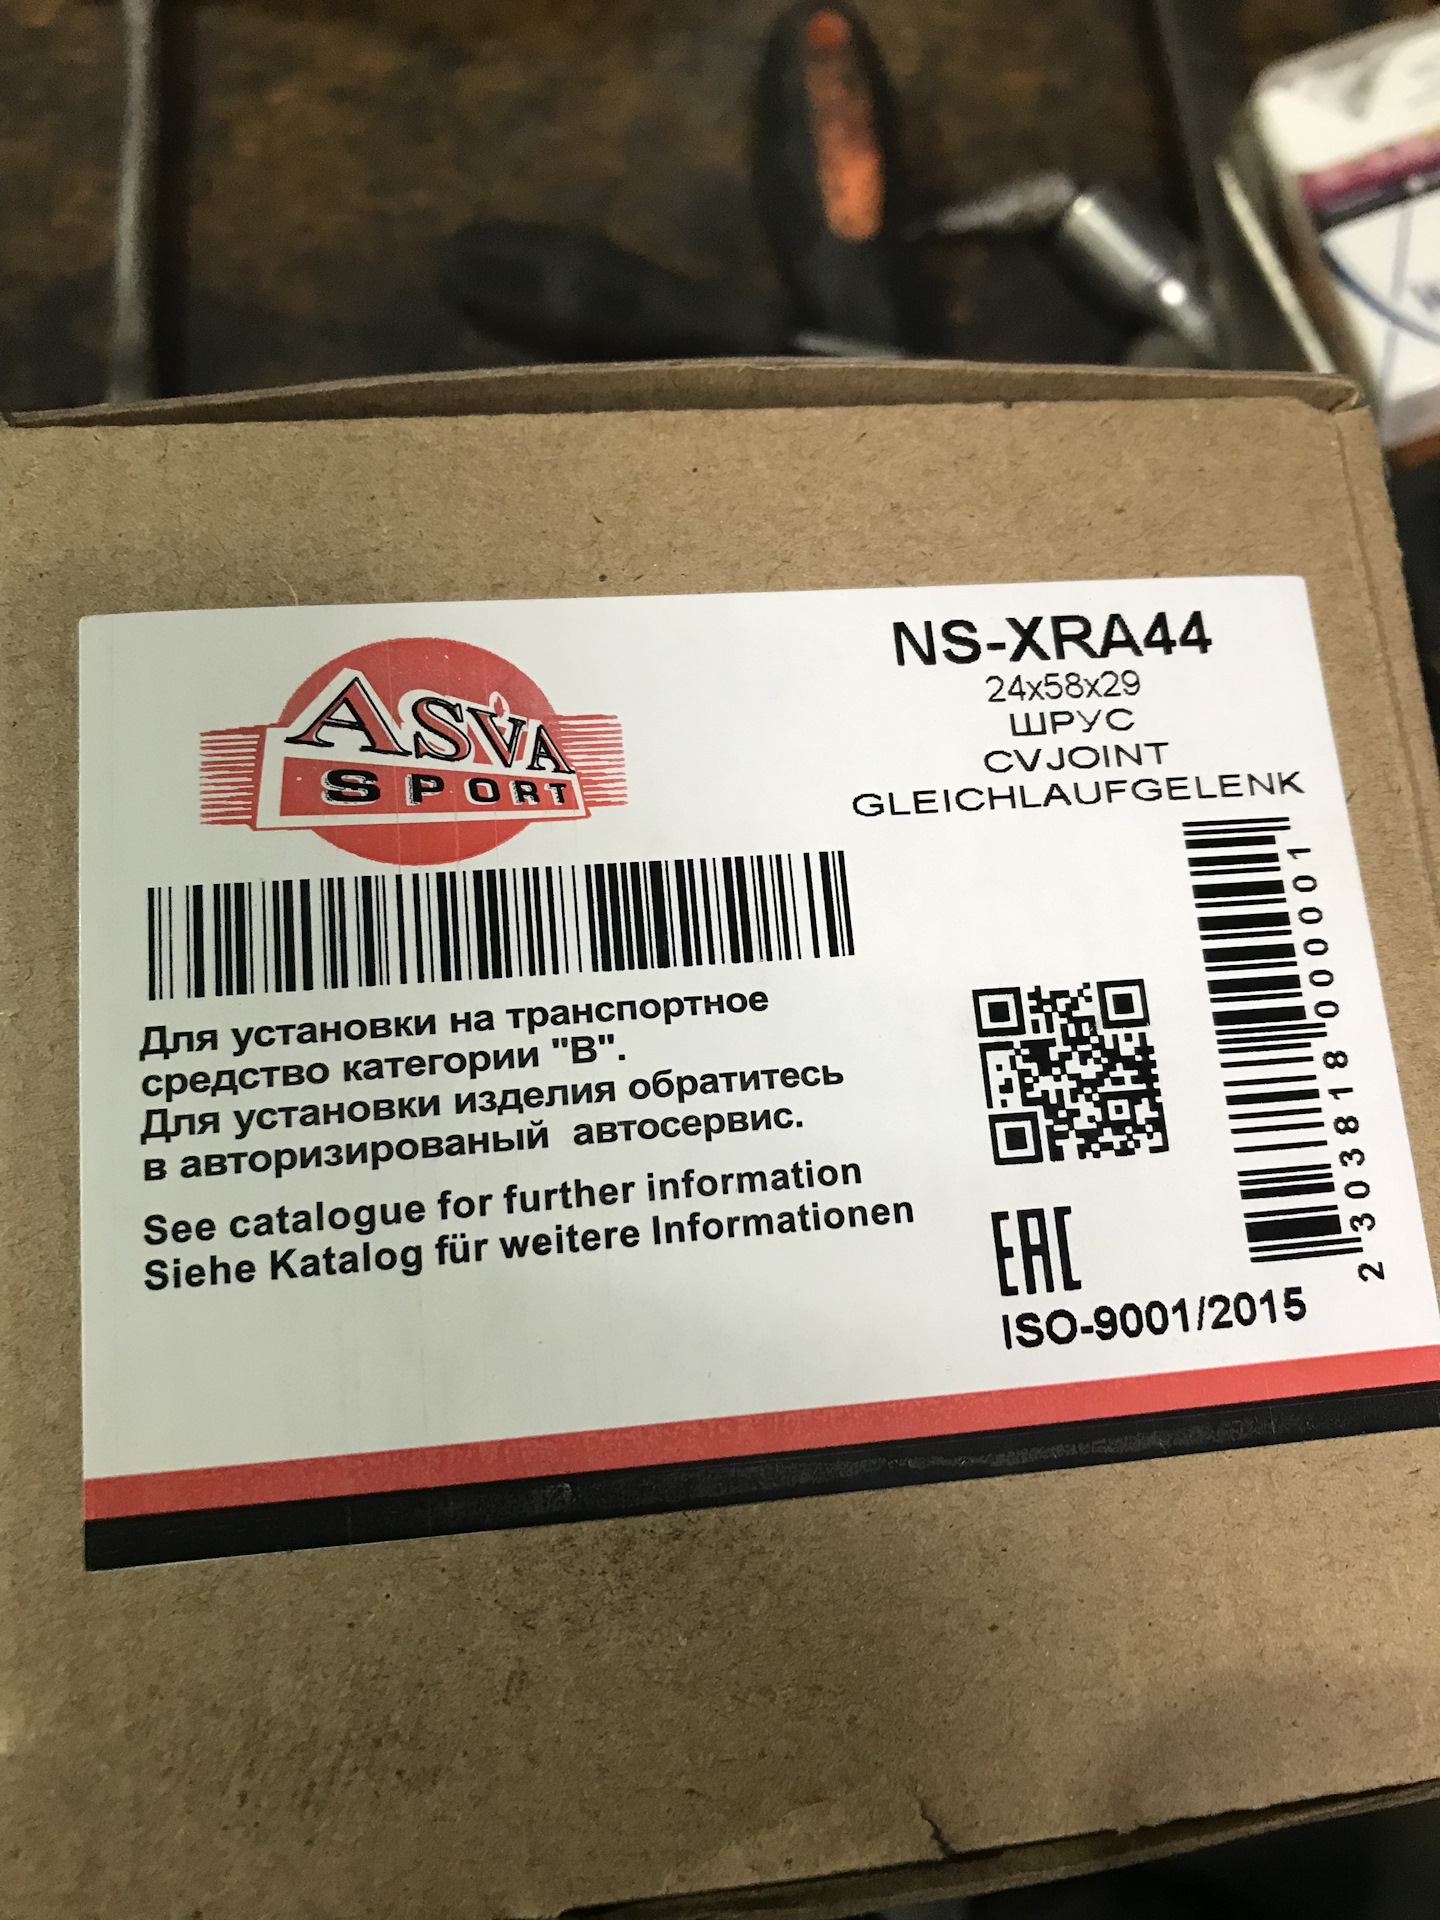 ASVA
SPORT
NS-XRA44
24x58x29
ШРУС
CVJOINT
GLEICHLAUFGELENK
Для установки на транспортное
средство категории "В".
Для установки изделия обратитесь
в авторизированый автосервис.
See catalogue for further information
Siehe Katalog für weitere Informationen
EAC
ISO-9001/2015
2303818000001